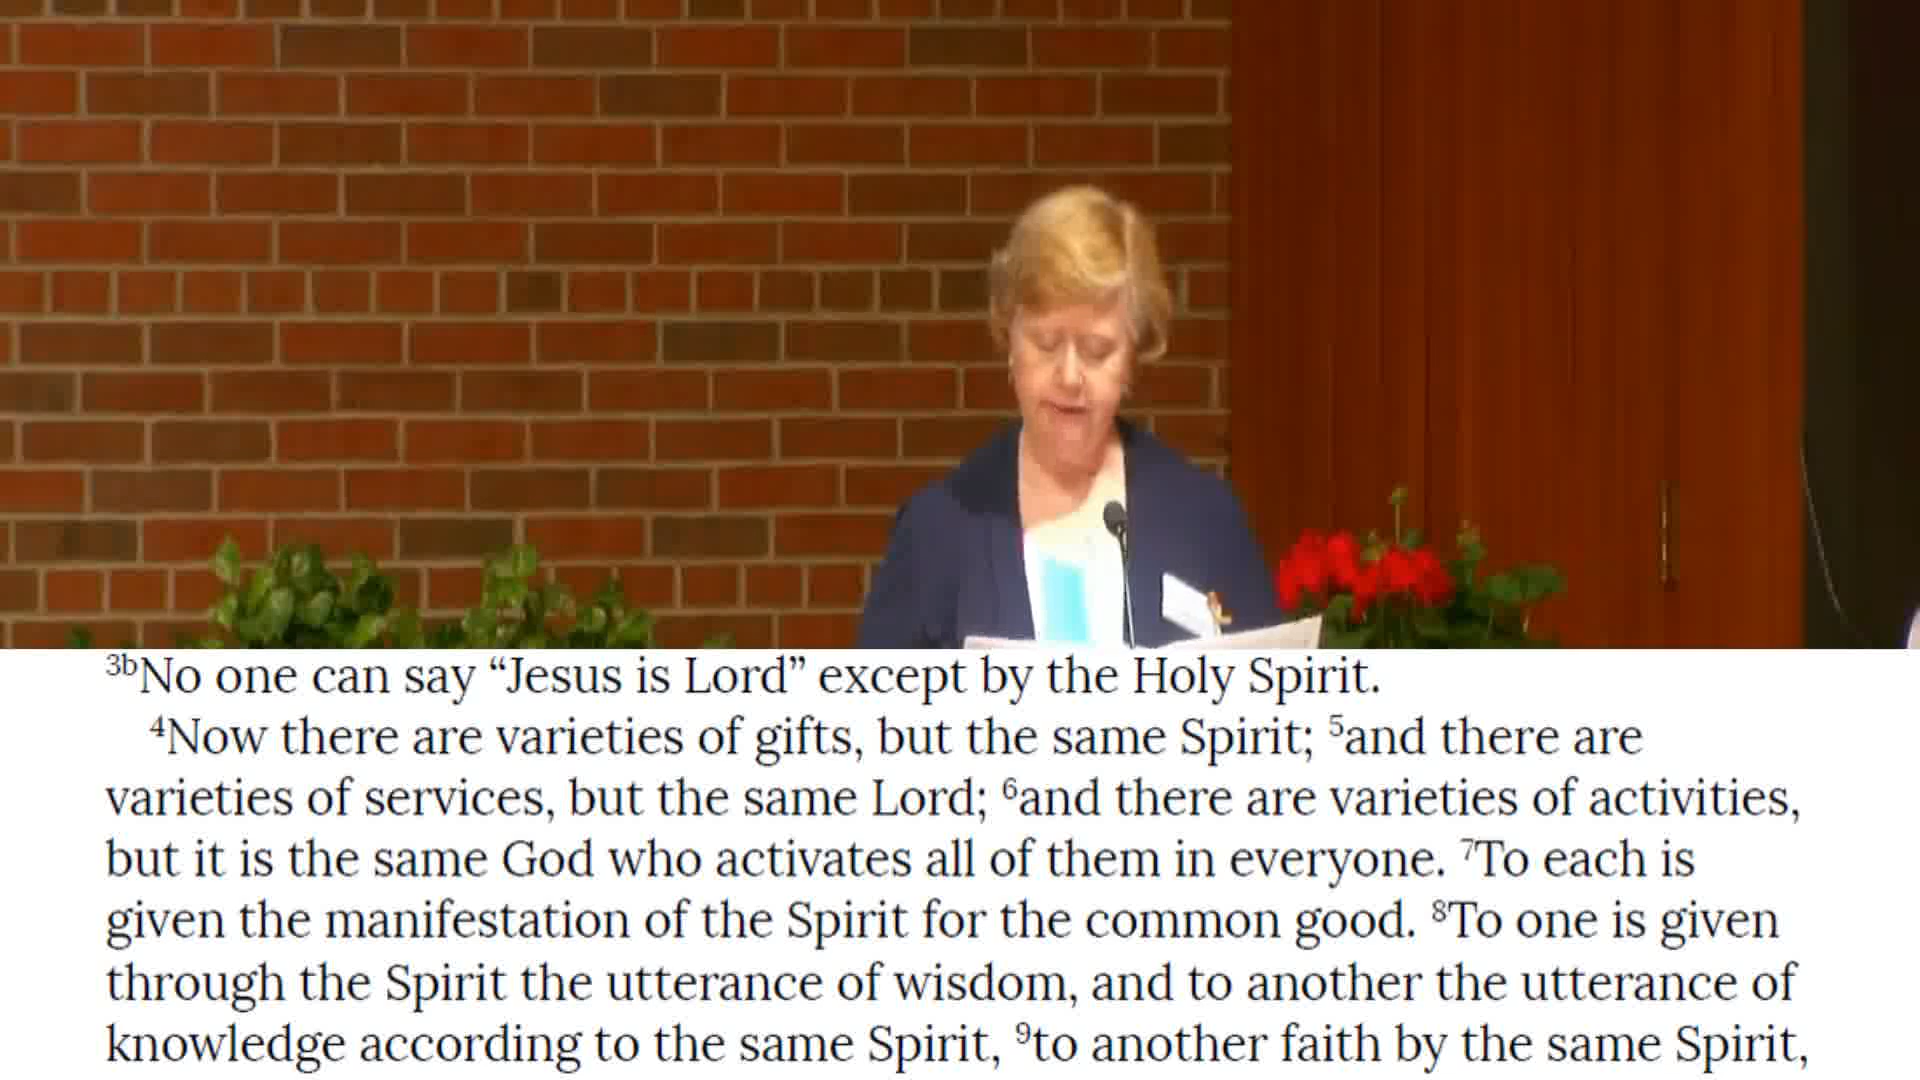 3bNo one can say “Jesus is Lord” except by the Holy Spirit.
4Now there are varieties of gifts, but the same Spirit; 5and there are
varieties of services, but the same Lord; 6and there are varieties of activities,
but it is the same God who activates all of them in everyone. 7To each is
given the manifestation of the Spirit for the common good. 8To one is given
through the Spirit the utterance of wisdom, and to another the utterance of
knowledge according to the same Spirit, 9to another faith by the same Spirit,